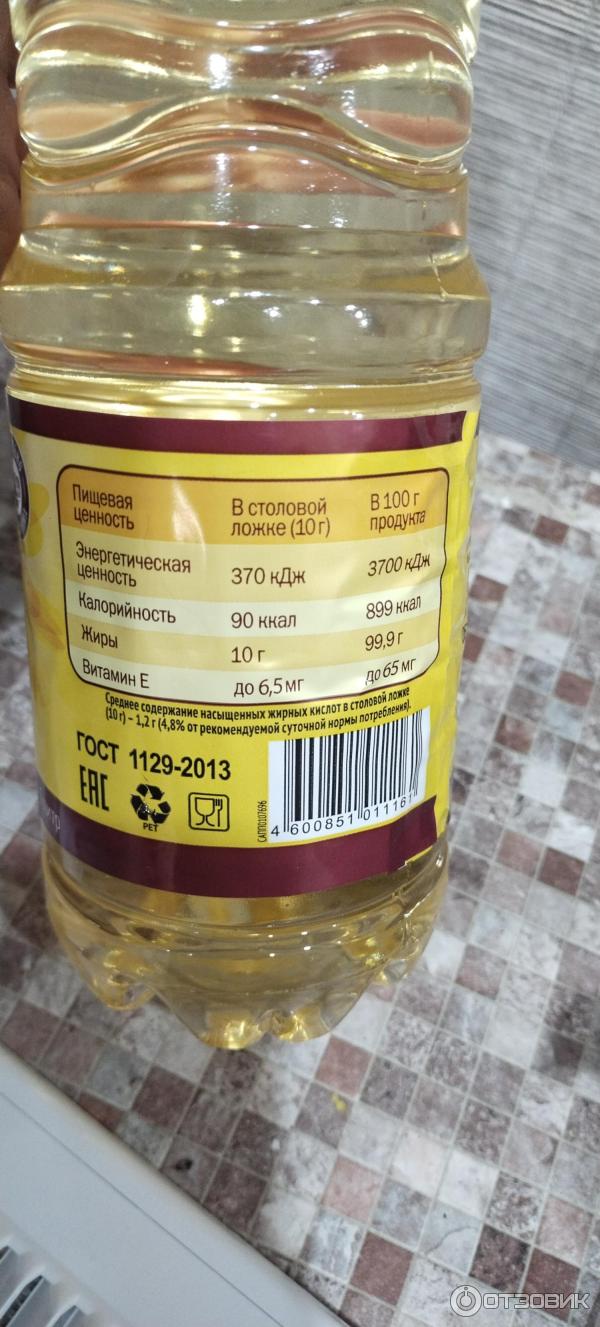 Пищевая ценность
В столовой ложке (10 г)
В 100 г продукта
Энергетическая ценность
370 кДж
3700 кДж
Калорийность
90 ккал
899 ккал
Жиры
10 г
99,9 г
Витамин Е
до 6,5 мг
до 65 мг
Среднее содержание насыщенных жирных кислот в столовой ложке
(10 г) – 1,2 г (4,8% от рекомендуемой суточной нормы потребления).
ГОСТ 1129-2013
ЕАС
PET
САПП0107696
4 600851 011161
ОТЗОВИК